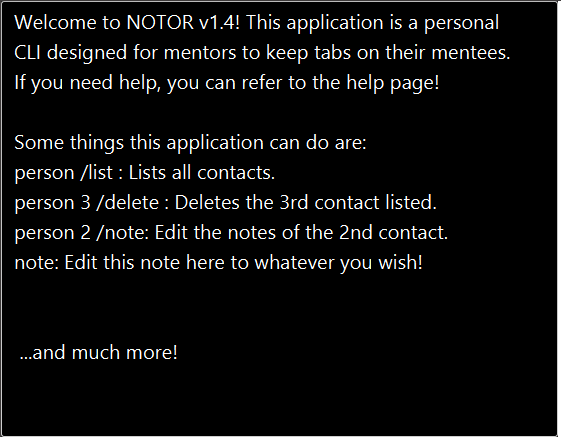 Welcome to NOTOR v1.4! This application is a personal
CLI designed for mentors to keep tabs on their mentees.
If you need help, you can refer to the help page!
Some things this application can do are:
person /list : Lists all contacts.
person 3 /delete : Deletes the 3rd contact listed.
person 2 /note: Edit the notes of the 2nd contact.
note: Edit this note here to whatever you wish!
...and much more!